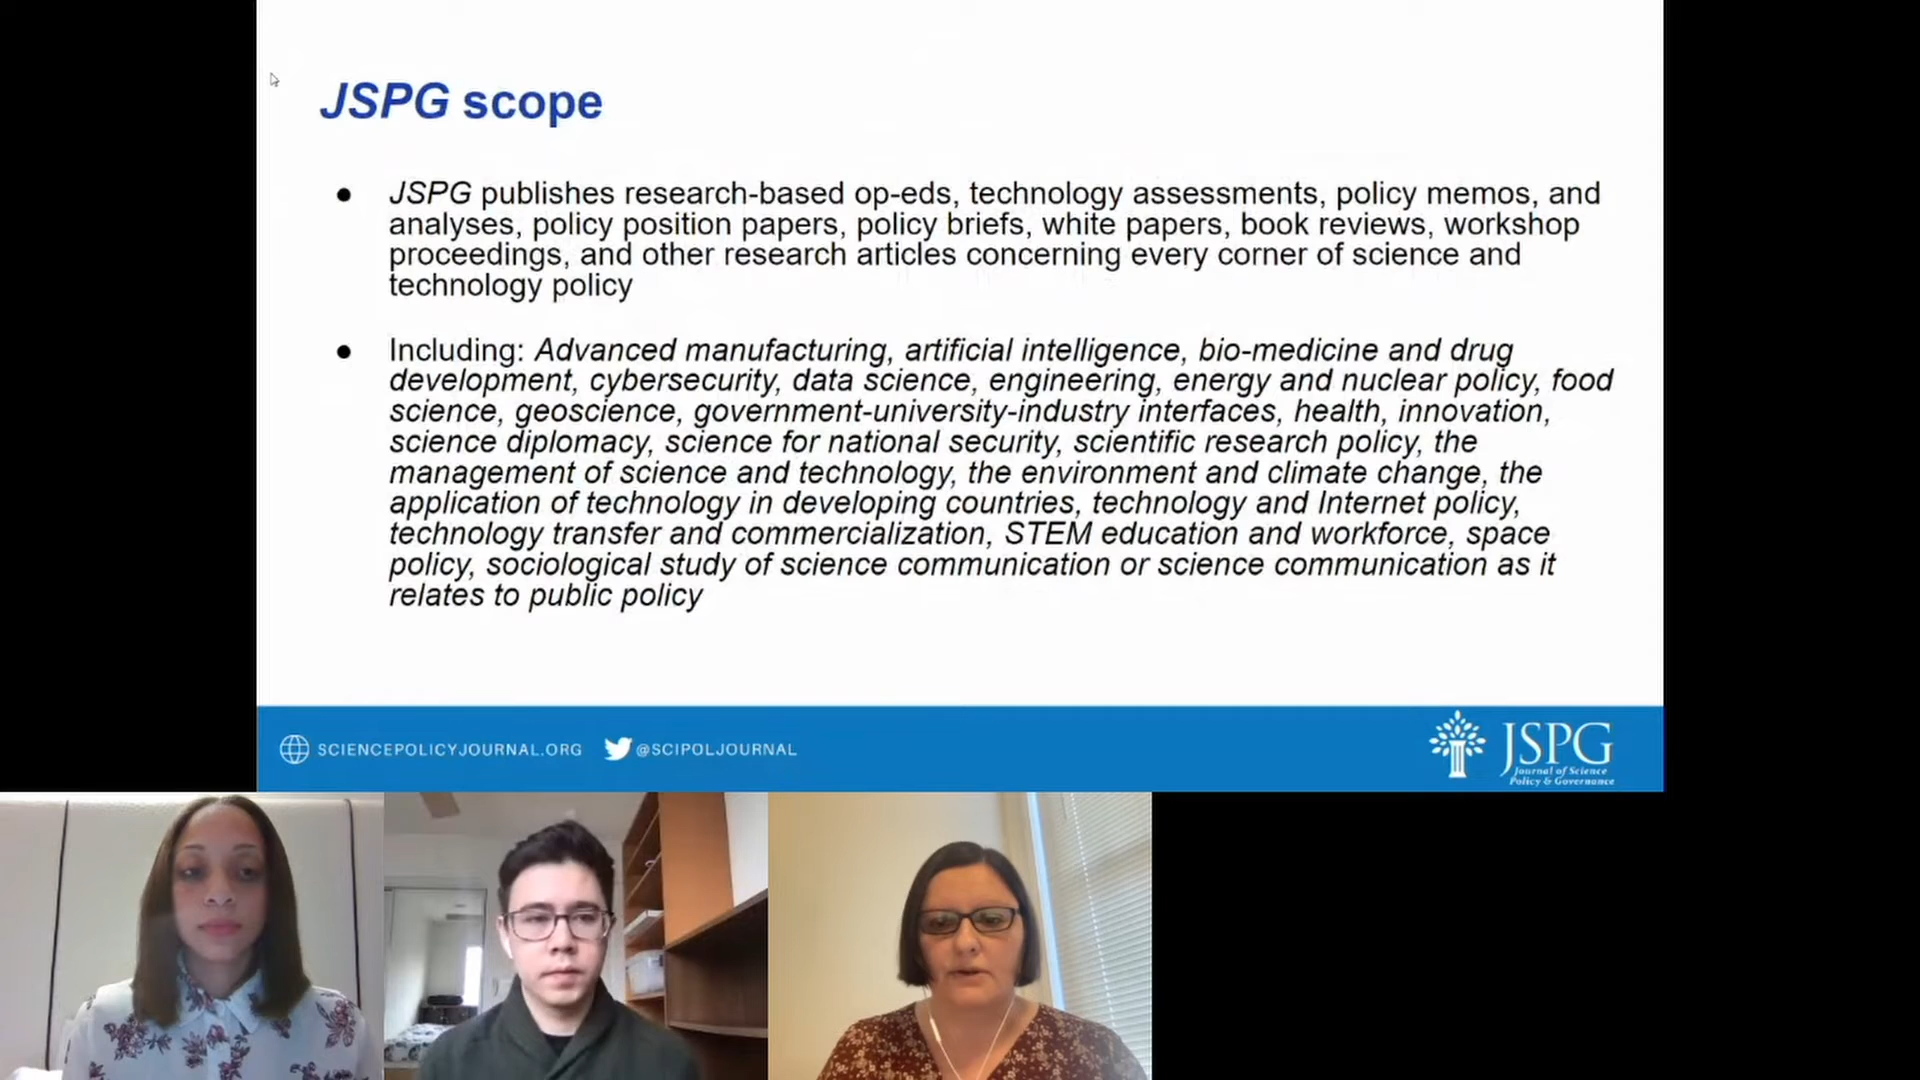 JSPG scope
● JSPG publishes research-based op-eds, technology assessments, policy memos, and
analyses, policy position papers, policy briefs, white papers, book reviews, workshop
proceedings, and other research articles concerning every corner of science and
technology policy
● Including: Advanced manufacturing, artificial intelligence, bio-medicine and drug
development, cybersecurity, data science, engineering, energy and nuclear policy, food
science, geoscience, government-university-industry interfaces, health, innovation,
science diplomacy, science for national security, scientific research policy, the
management of science and technology, the environment and climate change, the
application of technology in developing countries, technology and Internet policy,
technology transfer and commercialization, STEM education and workforce, space
policy, sociological study of science communication or science communication as it
relates to public policy
SCIENCEPOLICYJOURNAL.ORG @SCIPOLJOURNAL
JSPG
Journal of Science
Policy & Governance